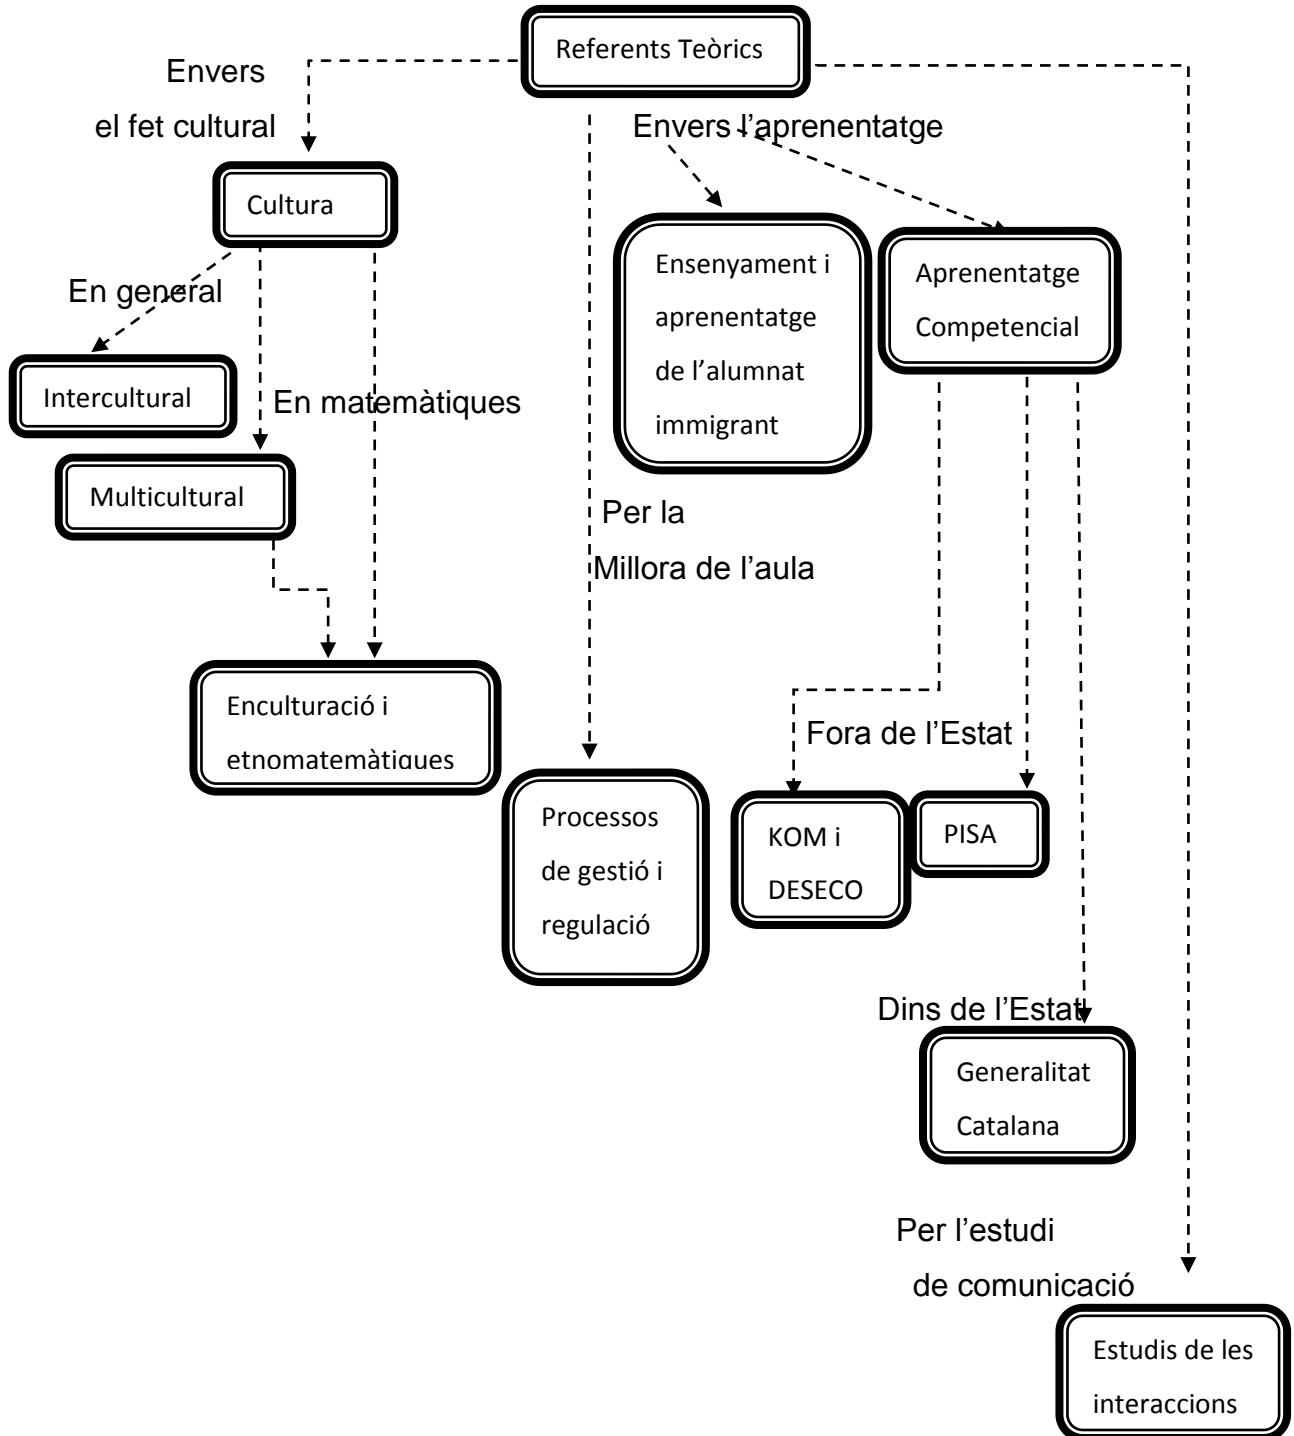 Referents Teòrics
Envers
el fet cultural
Envers l’aprenentatge
Cultura
Ensenyament i
aprenentatge
de l’alumnat
immigrant
Aprenentatge
Competencial
En general
Intercultural
En matemàtiques
Multicultural
Per la
Millora de l’aula
Enculturació i
etnomatemàtiques
Fora de l’Estat
Processos
de gestió i
regulació
KOM i
DESECO
PISA
Dins de l’Estat
Generalitat
Catalana
Per l’estudi
de comunicació
Estudis de les
interaccions